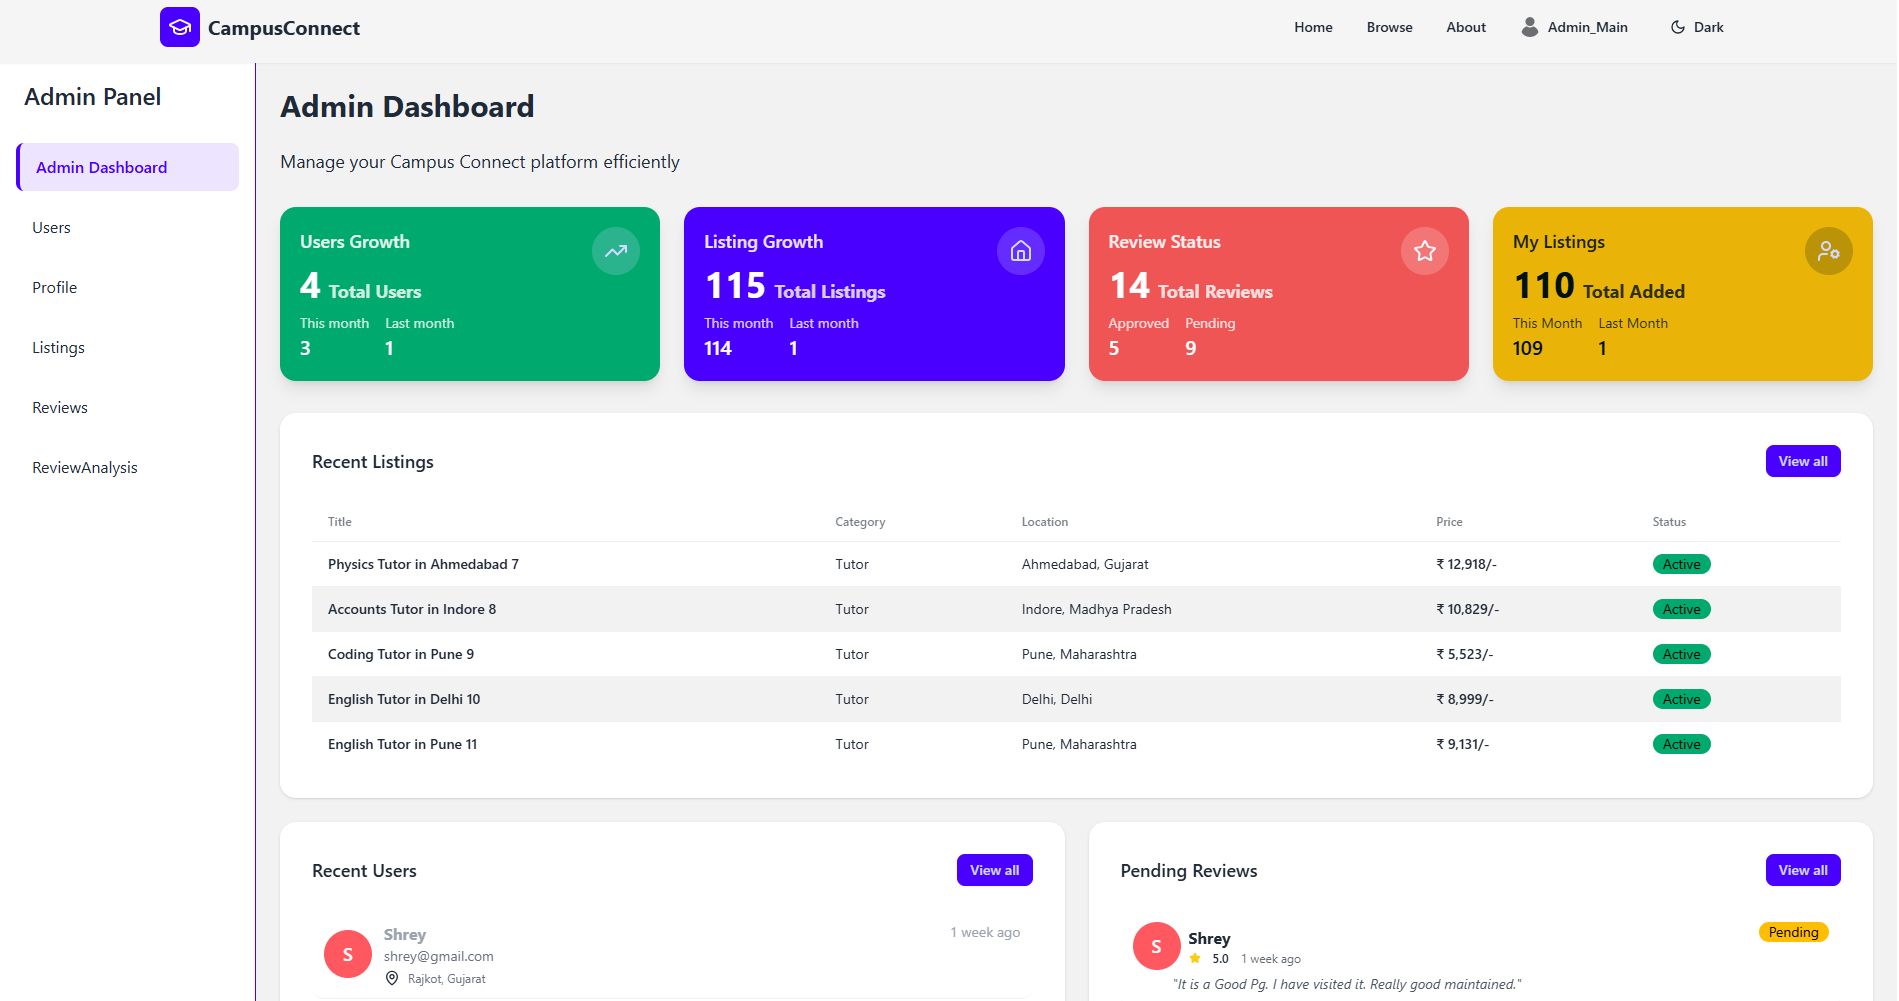 CampusConnect
Home Browse About Admin_Main Dark
Admin Panel
Admin Dashboard
Users
Profile
Listings
Reviews
ReviewAnalysis
Admin Dashboard
Manage your Campus Connect platform efficiently
Users Growth
4 Total Users
This month Last month
3 1
Listing Growth
115 Total Listings
This month Last month
114 1
Review Status
14 Total Reviews
Approved Pending
5 9
My Listings
110 Total Added
This Month Last Month
109 1
Recent Listings View all
Title Category Location Price Status
Physics Tutor in Ahmedabad 7 Tutor Ahmedabad, Gujarat ₹ 12,918/- Active
Accounts Tutor in Indore 8 Tutor Indore, Madhya Pradesh ₹ 10,829/- Active
Coding Tutor in Pune 9 Tutor Pune, Maharashtra ₹ 5,523/- Active
English Tutor in Delhi 10 Tutor Delhi, Delhi ₹ 8,999/- Active
English Tutor in Pune 11 Tutor Pune, Maharashtra ₹ 9,131/- Active
Recent Users View all
S
Shrey 1 week ago
shrey@gmail.com
Rajkot, Gujarat
Pending Reviews View all
S
Shrey Pending
5.0 1 week ago
"It is a Good Pg. I have visited it. Really good maintained."